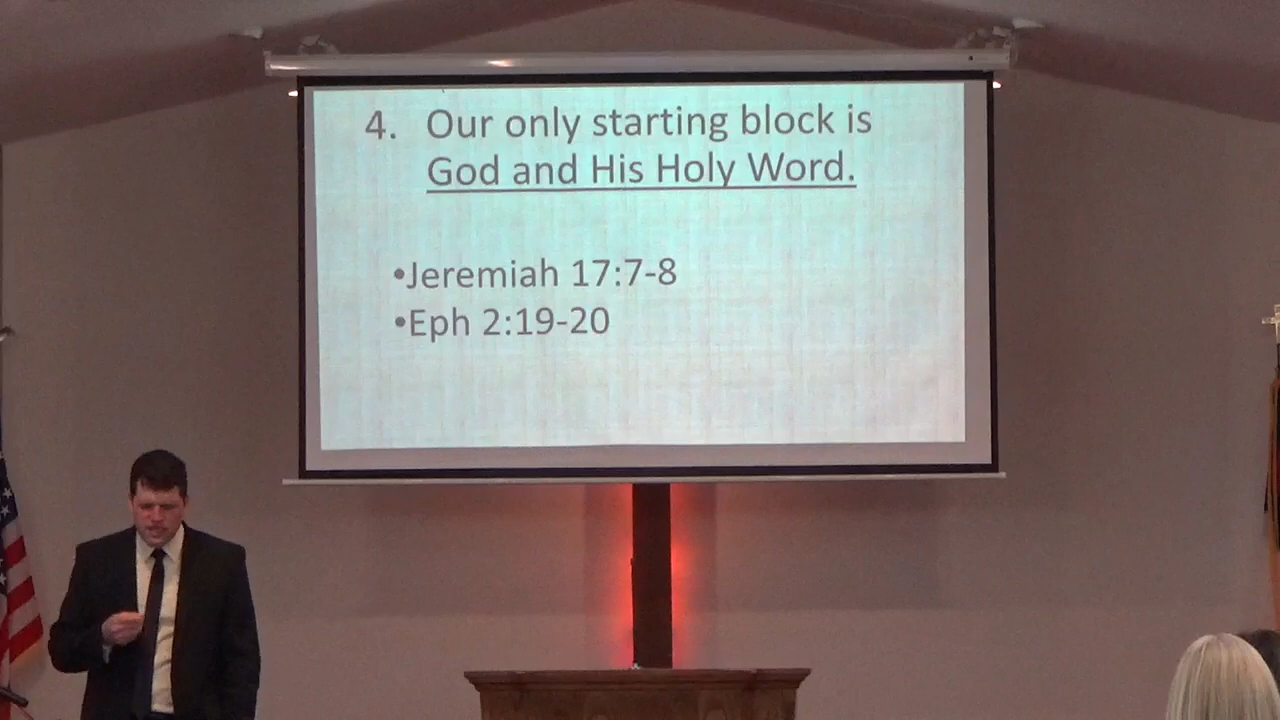 4. Our only starting block is
God and His Holy Word.
•Jeremiah 17:7-8
•Eph 2:19-20